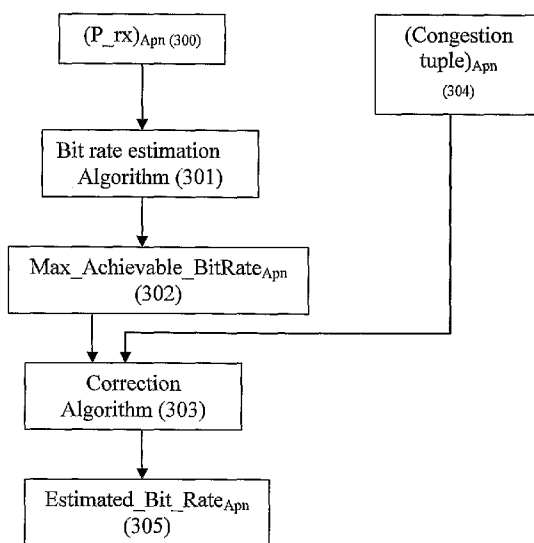 (P_rx)Apn (300)
(Congestion
tuple)Apn
(304)
Bit rate estimation
Algorithm (301)
Max_Achievable_BitRateApn
(302)
Correction
Algorithm (303)
Estimated_Bit_RateApn
(305)